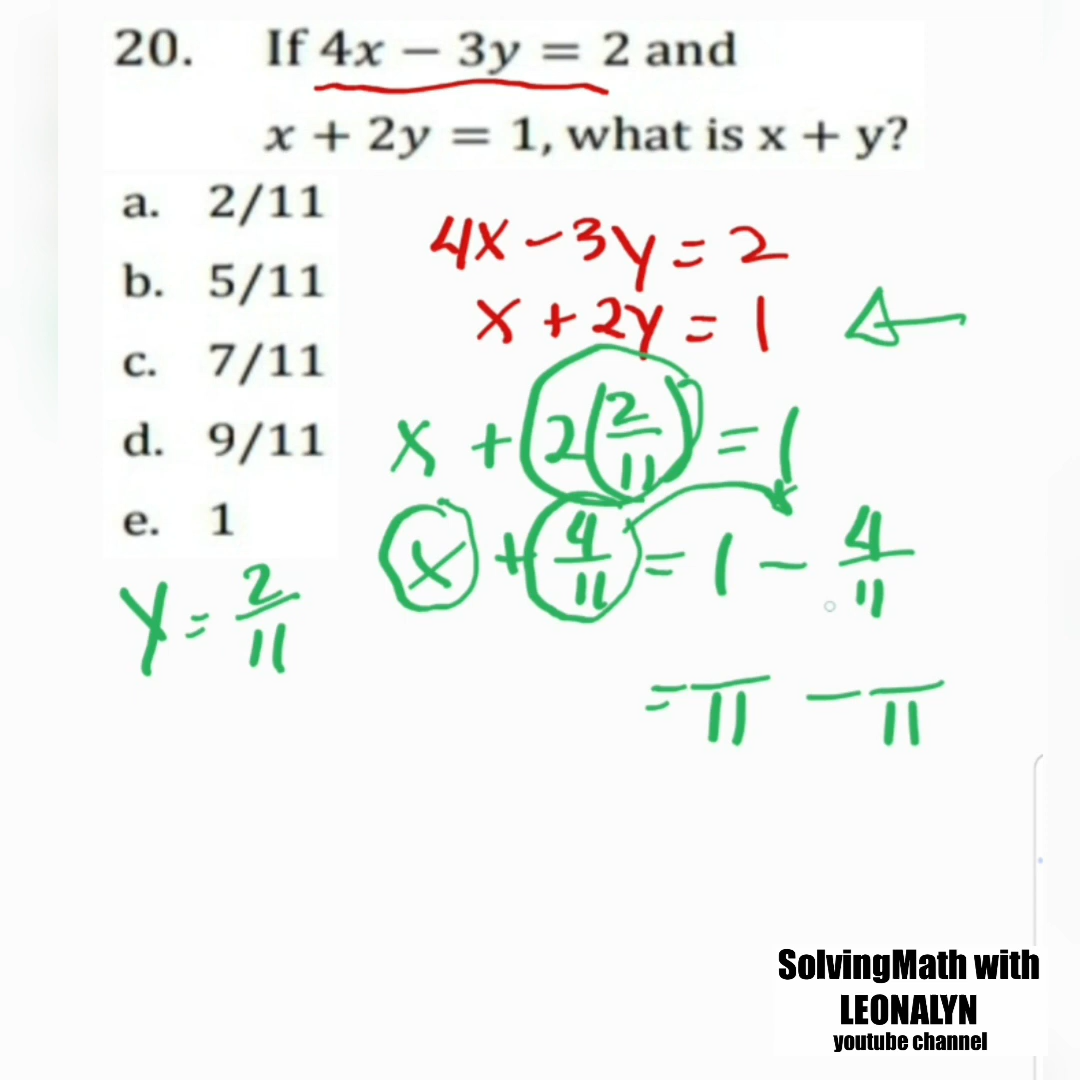 20. If 4x − 3y = 2 and
x + 2y = 1, what is x + y?
a. 2/11
b. 5/11
c. 7/11
d. 9/11
e. 1
4x − 3y = 2
x + 2y = 1
x + 2(2/11) = 1
x + 4/11 = 1 − 4/11
y = 2/11
= /11 − /11
SolvingMath with
LEONALYN
youtube channel